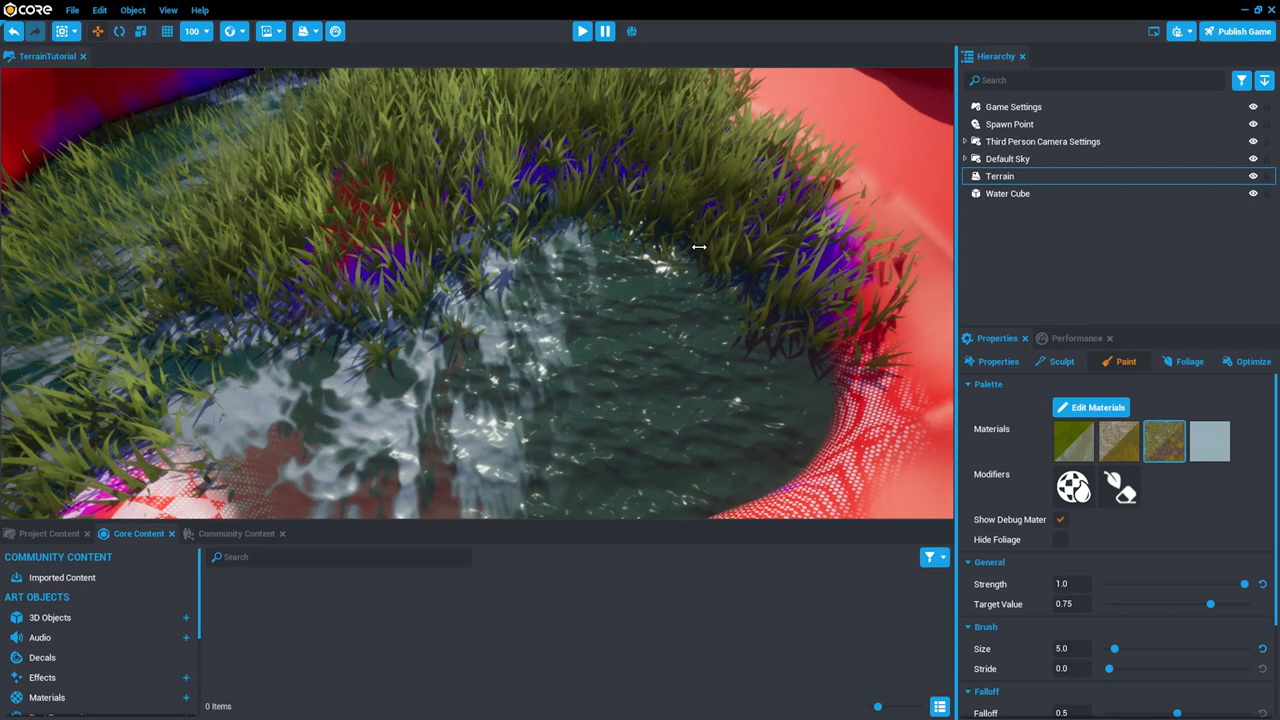 CORE File Edit Object View Help
100 Publish Game
TerrainTutorial
Hierarchy
Search
Game Settings
Spawn Point
Third Person Camera Settings
Default Sky
Terrain
Water Cube
Properties Performance
Properties Sculpt Paint Foliage Optimize
Palette
Edit Materials
Materials
Modifiers
Show Debug Mater
Hide Foliage
General
Strength 1.0
Target Value 0.75
Brush
Size 5.0
Stride 0.0
Falloff
Falloff 0.5
Project Content Core Content Community Content
COMMUNITY CONTENT
Search
Imported Content
ART OBJECTS
3D Objects
Audio
Decals
Effects
Materials
0 Items